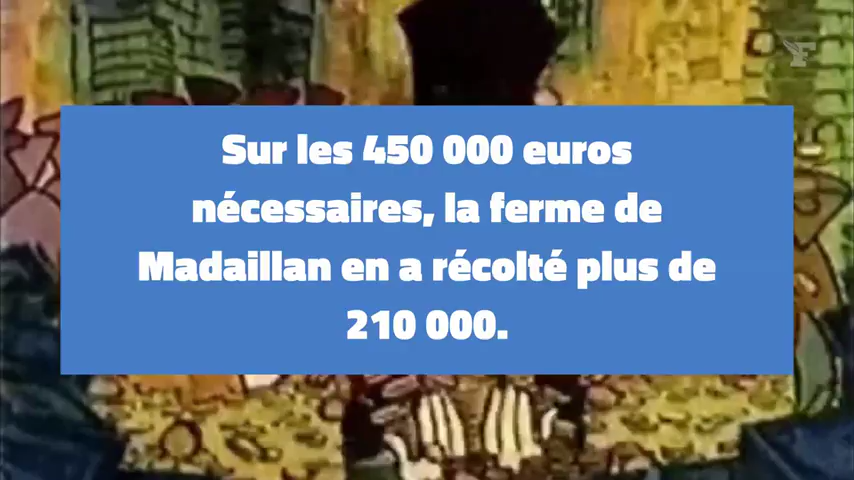 Sur les 450 000 euros
nécessaires, la ferme de
Madaillan en a récolté plus de
210 000.